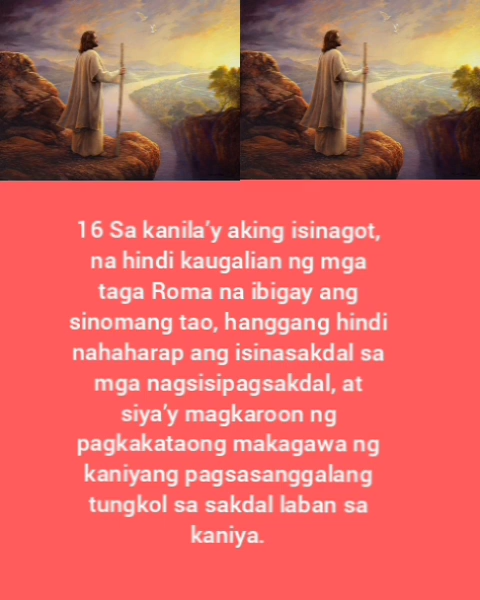 16 Sa kanila’y aking isinagot,
na hindi kaugalian ng mga
taga Roma na ibigay ang
sinomang tao, hanggang hindi
nahaharap ang isinasakdal sa
mga nagsisipagsakdal, at
siya’y magkaroon ng
pagkakataong makagawa ng
kaniyang pagsasanggalang
tungkol sa sakdal laban sa
kaniya.